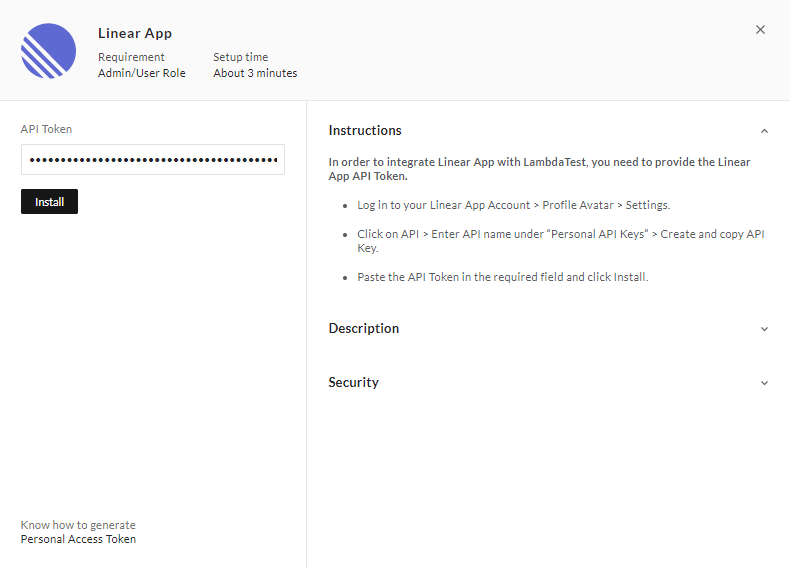 Linear App
Requirement
Setup time
Admin/User Role
About 3 minutes
API Token
Install
Know how to generate
Personal Access Token
Instructions
In order to integrate Linear App with LambdaTest, you need to provide the Linear
App API Token.
Log in to your Linear App Account > Profile Avatar > Settings.
Click on API > Enter API name under “Personal API Keys” > Create and copy API
Key.
Paste the API Token in the required field and click Install.
Description
Security